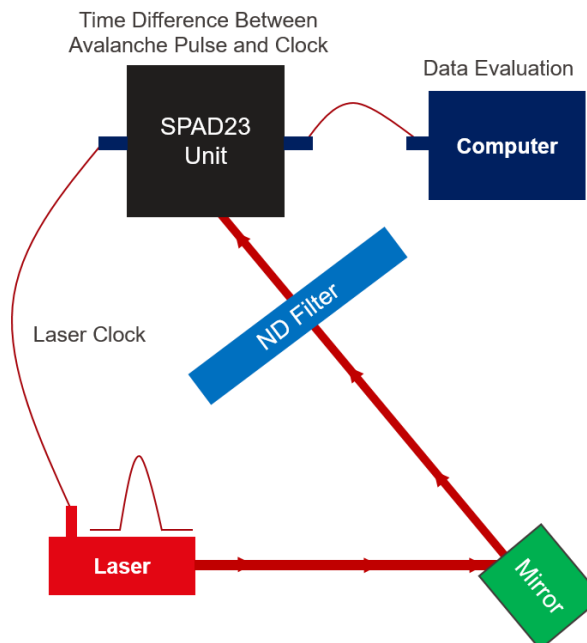 Time Difference Between
Avalanche Pulse and Clock
Data Evaluation
SPAD23
Unit
Computer
ND Filter
Laser Clock
Laser
Mirror